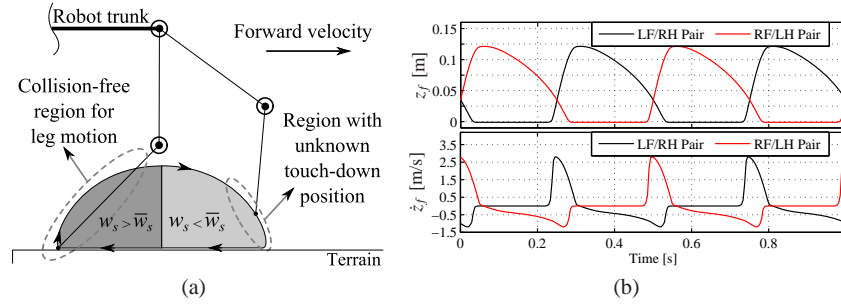 Robot trunk
Forward velocity
Collision-free
region for
leg motion
Region with
unknown
touch-down
position
w_s > w̅_s
w_s < w̅_s
Terrain
(a)
LF/RH Pair
RF/LH Pair
z_f [m]
0.15
0.1
0.05
0
LF/RH Pair
RF/LH Pair
ż_f [m/s]
3.5
2.5
1.5
0.5
-0.5
-1.5
0
0.2
0.4
0.6
0.8
Time [s]
(b)